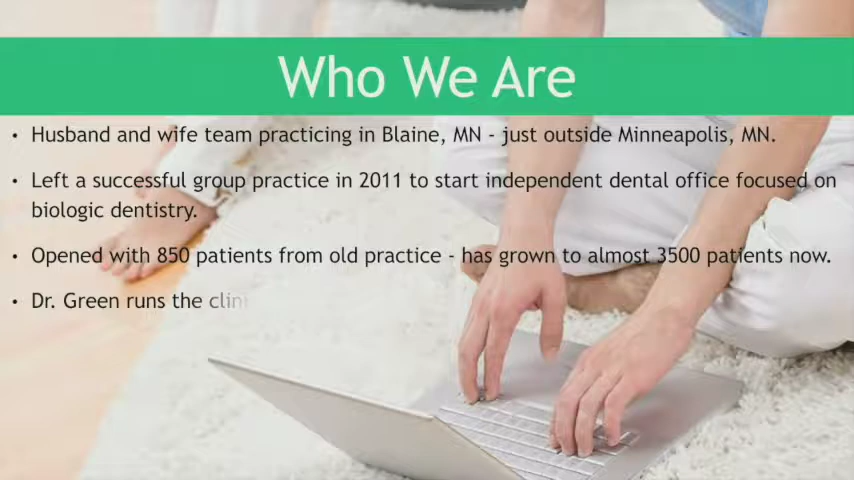 Who We Are
• Husband and wife team practicing in Blaine, MN - just outside Minneapolis, MN.
• Left a successful group practice in 2011 to start independent dental office focused on
biologic dentistry.
• Opened with 850 patients from old practice - has grown to almost 3500 patients now.
• Dr. Green runs the